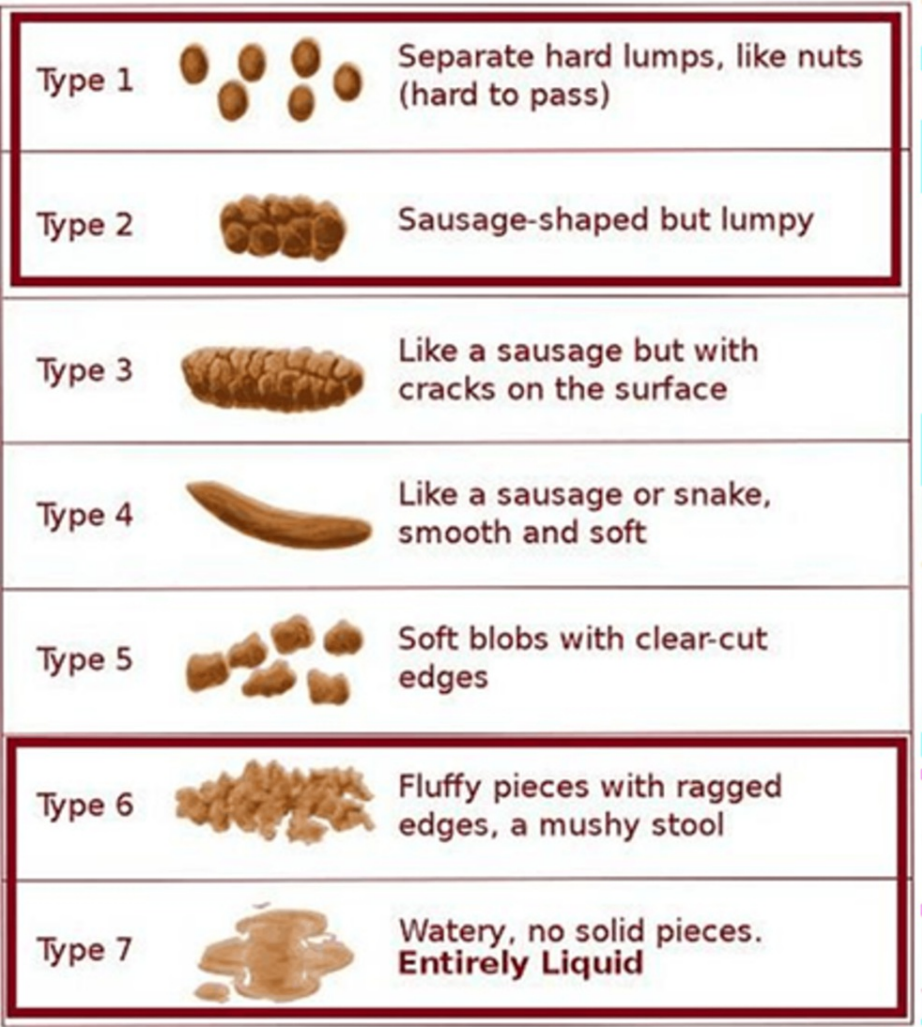 Type 1
Separate hard lumps, like nuts
(hard to pass)
Type 2
Sausage-shaped but lumpy
Type 3
Like a sausage but with
cracks on the surface
Type 4
Like a sausage or snake,
smooth and soft
Type 5
Soft blobs with clear-cut
edges
Type 6
Fluffy pieces with ragged
edges, a mushy stool
Type 7
Watery, no solid pieces.
Entirely Liquid